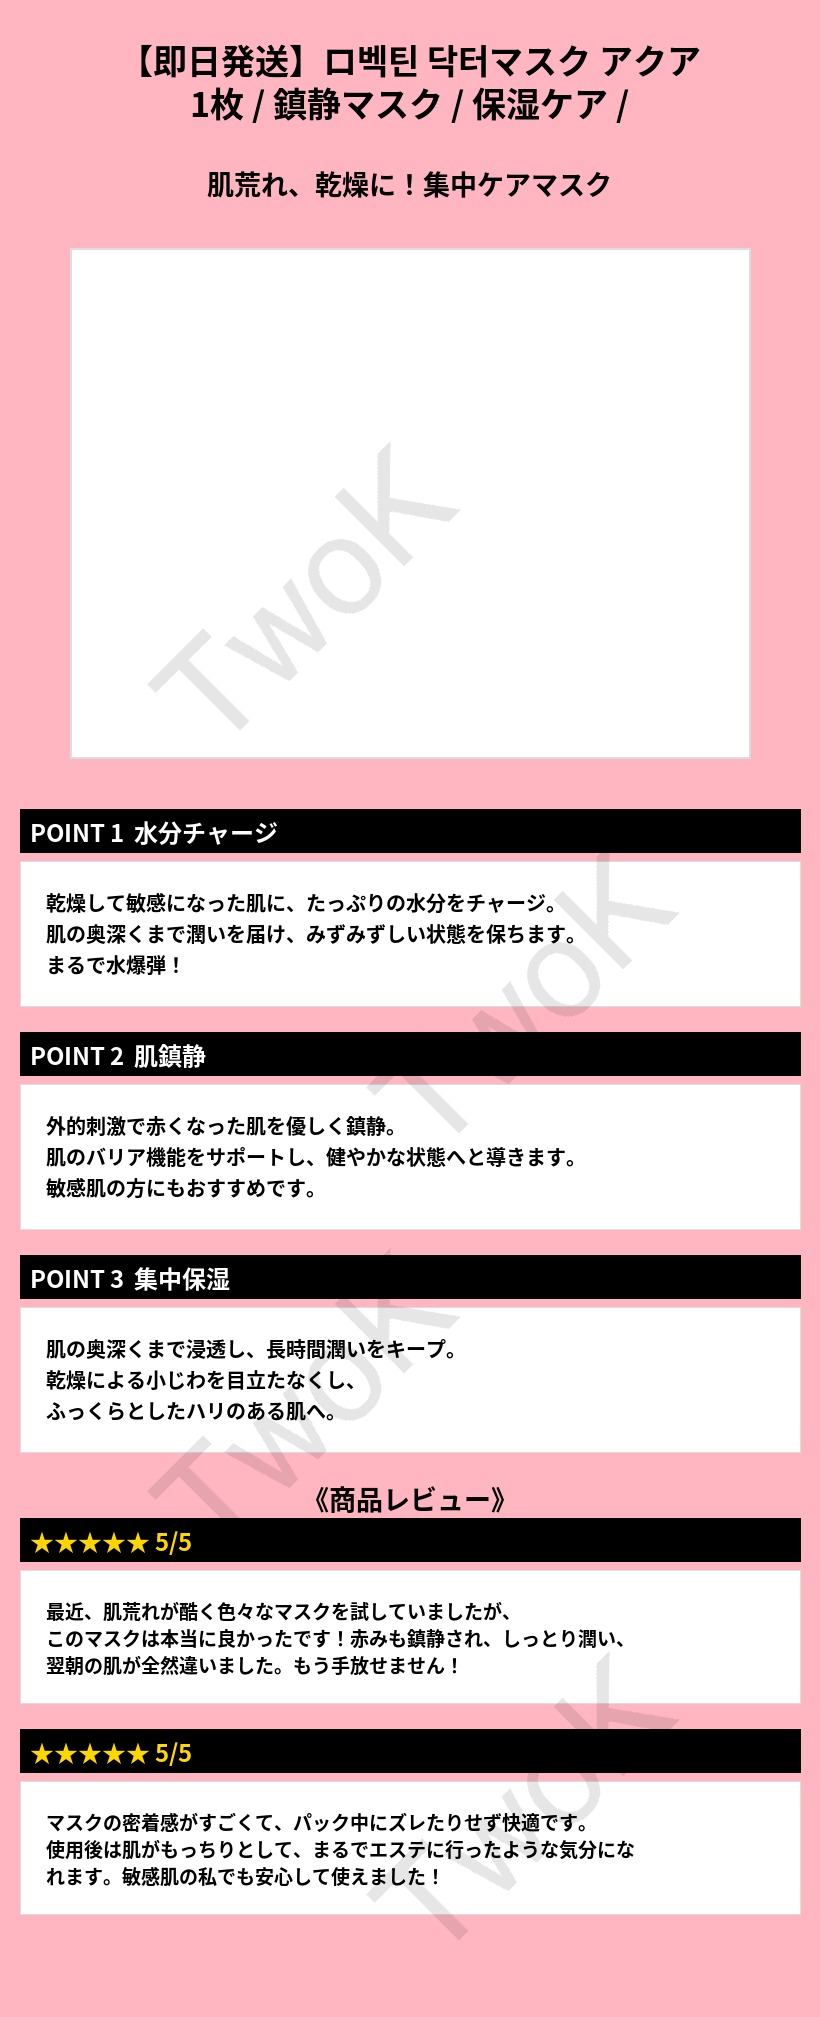 【即日発送】로벡틴 닥터マスク アクア
1枚 / 鎮静マスク / 保湿ケア /
肌荒れ、乾燥に！集中ケアマスク
TwoK
POINT 1 水分チャージ
乾燥して敏感になった肌に、たっぷりの水分をチャージ。
肌の奥深くまで潤いを届け、みずみずしい状態を保ちます。
まるで水爆弾！
TwoK
POINT 2 肌鎮静
外的刺激で赤くなった肌を優しく鎮静。
肌のバリア機能をサポートし、健やかな状態へと導きます。
敏感肌の方にもおすすめです。
POINT 3 集中保湿
肌の奥深くまで浸透し、長時間潤いをキープ。
乾燥による小じわを目立たなくし、
ふっくらとしたハリのある肌へ。
TwoK
《商品レビュー》
★★★★★ 5/5
最近、肌荒れが酷く色々なマスクを試していましたが、
このマスクは本当に良かったです！赤みも鎮静され、しっとり潤い、
翌朝の肌が全然違いました。もう手放せません！
★★★★★ 5/5
マスクの密着感がすごくて、パック中にズレたりせず快適です。
使用後は肌がもっちりとして、まるでエステに行ったような気分にな
れます。敏感肌の私でも安心して使えました！
TwoK